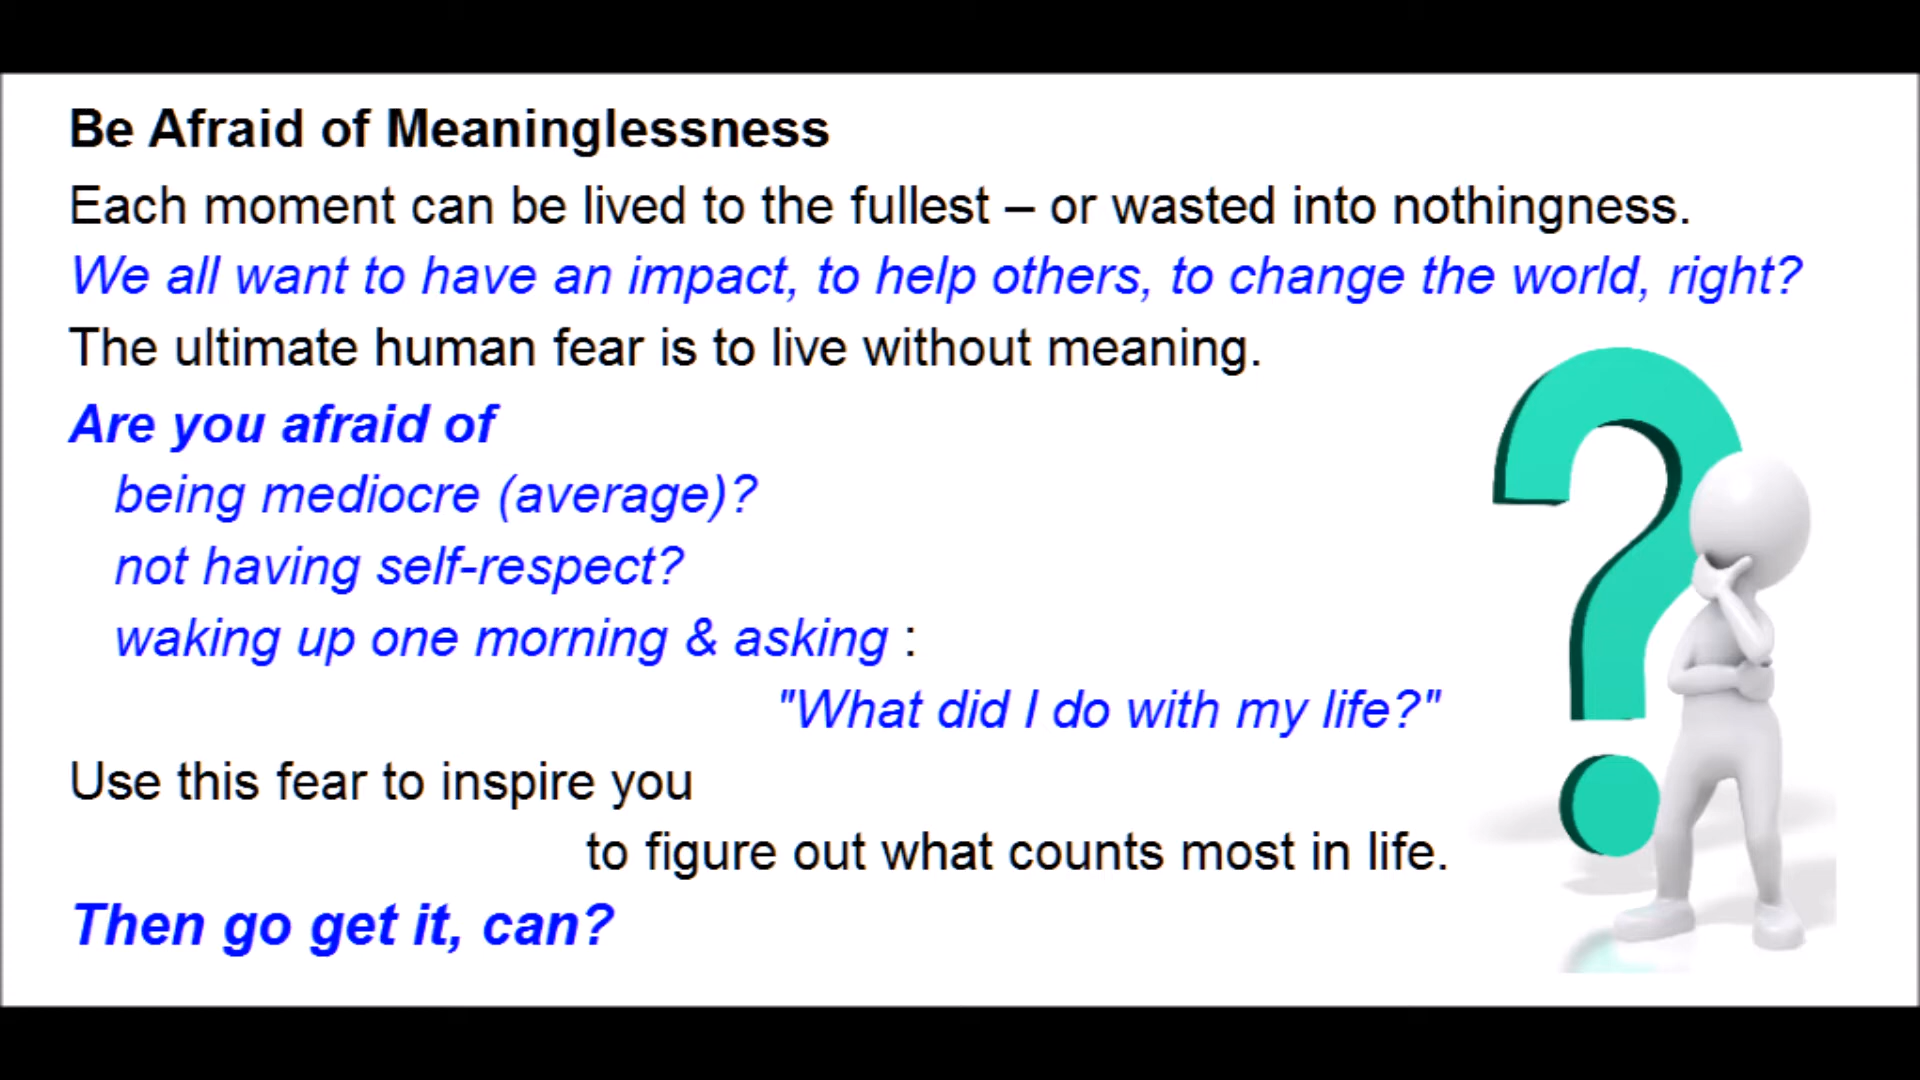 Be Afraid of Meaninglessness
Each moment can be lived to the fullest – or wasted into nothingness.
We all want to have an impact, to help others, to change the world, right?
The ultimate human fear is to live without meaning.
Are you afraid of
being mediocre (average)?
not having self-respect?
waking up one morning & asking :
"What did I do with my life?"
Use this fear to inspire you
to figure out what counts most in life.
Then go get it, can?